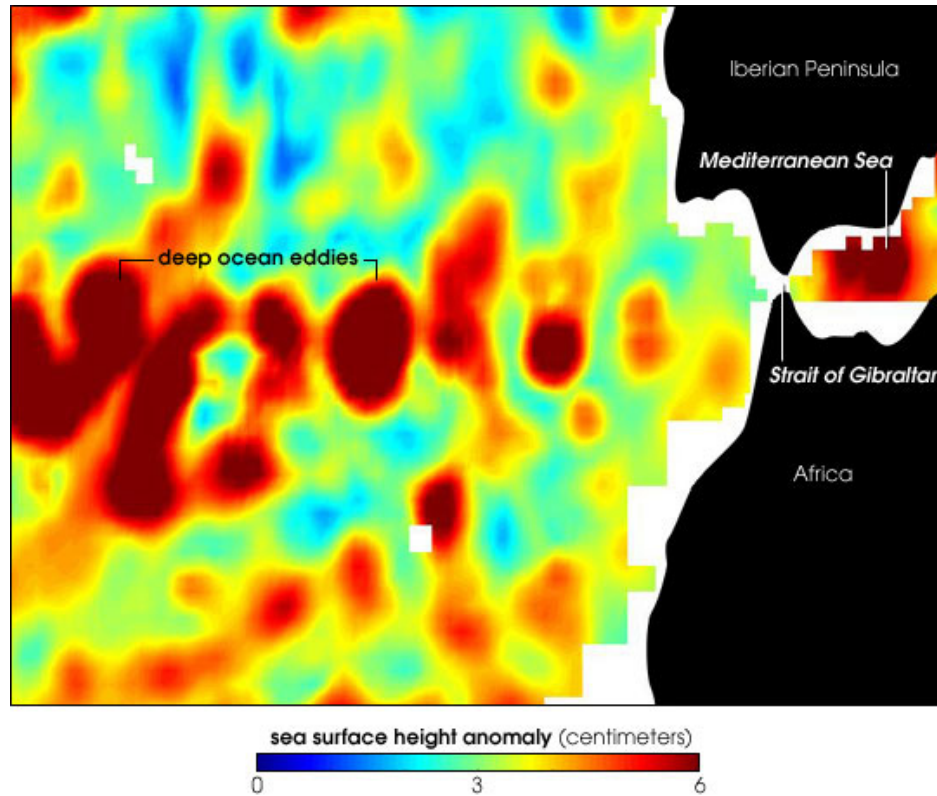 Iberian Peninsula
Mediterranean Sea
deep ocean eddies
Strait of Gibraltar
Africa
sea surface height anomaly (centimeters)
0 3 6